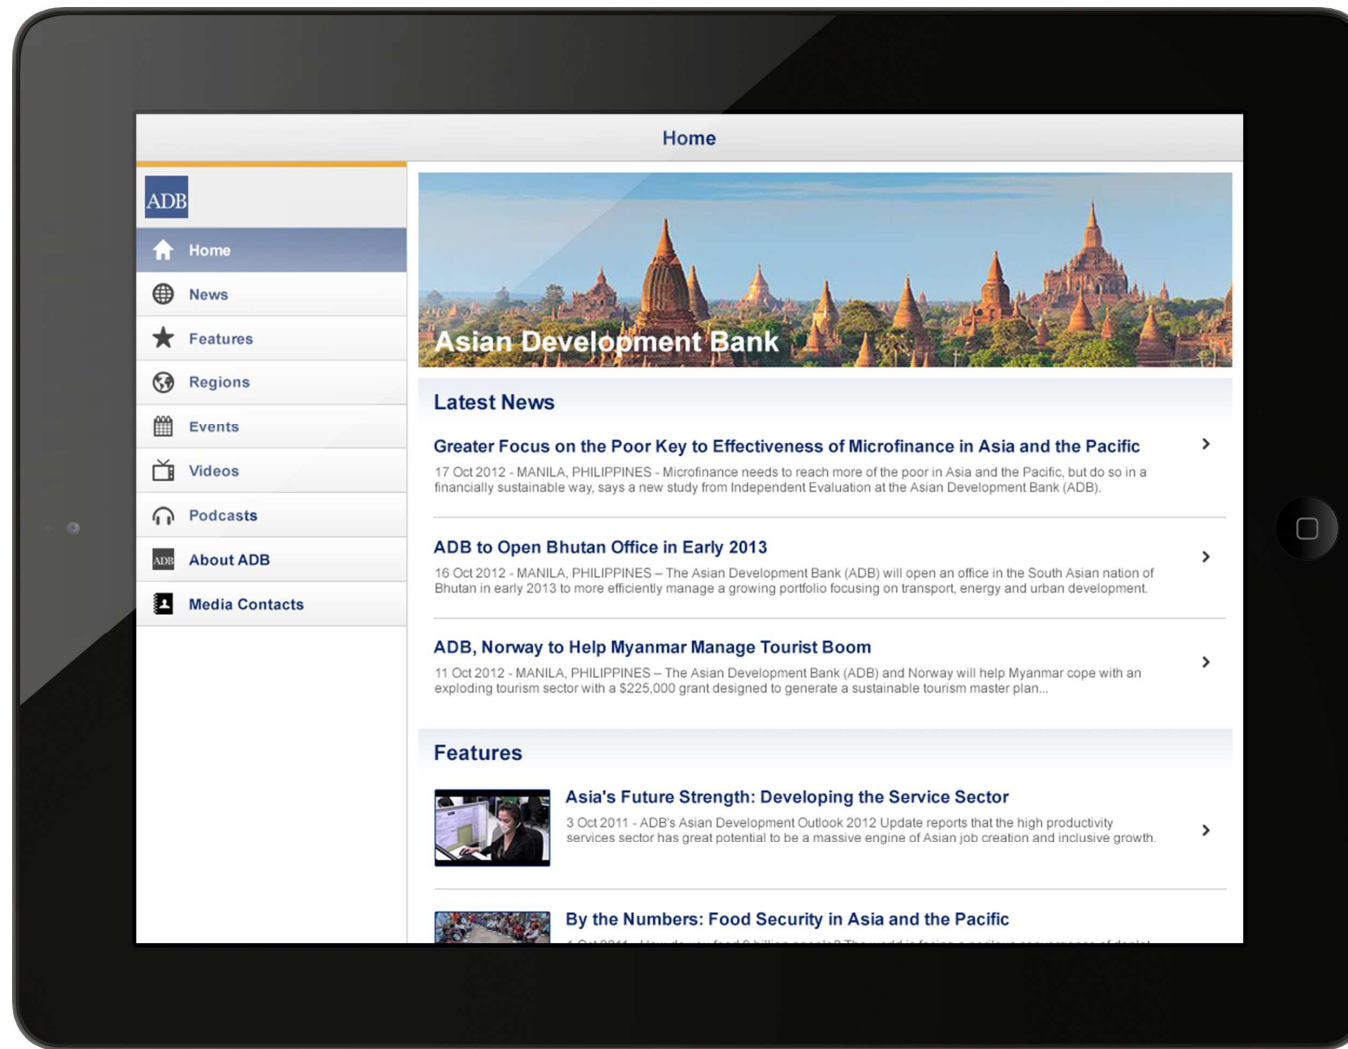 Home
ADB
Home
News
Features
Regions
Events
Videos
Podcasts
ADB
About ADB
Media Contacts
Asian Development Bank
Latest News
Greater Focus on the Poor Key to Effectiveness of Microfinance in Asia and the Pacific
17 Oct 2012 - MANILA, PHILIPPINES - Microfinance needs to reach more of the poor in Asia and the Pacific, but do so in a
financially sustainable way, says a new study from Independent Evaluation at the Asian Development Bank (ADB).
ADB to Open Bhutan Office in Early 2013
16 Oct 2012 - MANILA, PHILIPPINES – The Asian Development Bank (ADB) will open an office in the South Asian nation of
Bhutan in early 2013 to more efficiently manage a growing portfolio focusing on transport, energy and urban development.
ADB, Norway to Help Myanmar Manage Tourist Boom
11 Oct 2012 - MANILA, PHILIPPINES – The Asian Development Bank (ADB) and Norway will help Myanmar cope with an
exploding tourism sector with a $225,000 grant designed to generate a sustainable tourism master plan...
Features
Asia's Future Strength: Developing the Service Sector
3 Oct 2011 - ADB's Asian Development Outlook 2012 Update reports that the high productivity
services sector has great potential to be a massive engine of Asian job creation and inclusive growth.
By the Numbers: Food Security in Asia and the Pacific